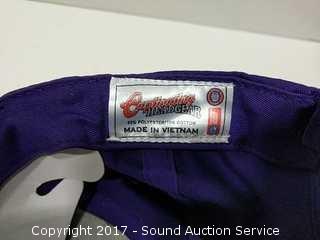 Captivating
HEADGEAR
MADE IN VIETNAM
Copyright 2017 - Sound Auction Service